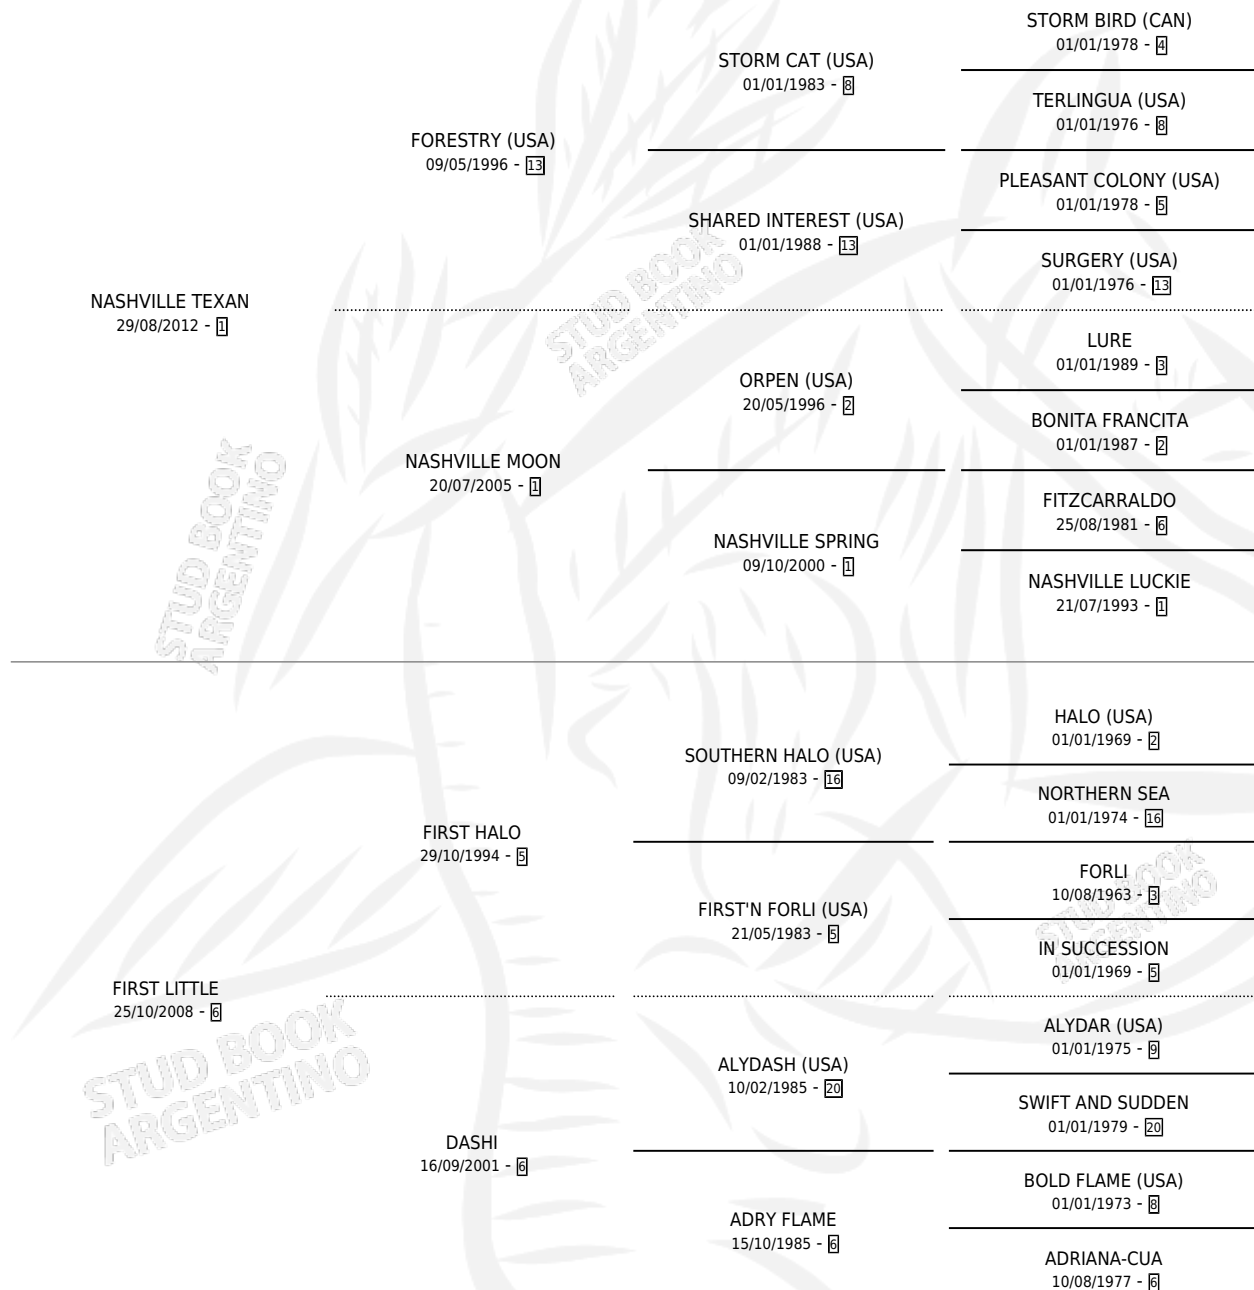 STORM BIRD (CAN)
01/01/1978 - 4
STORM CAT (USA)
01/01/1983 - 8
TERLINGUA (USA)
01/01/1976 - 8
FORESTRY (USA)
09/05/1996 - 13
PLEASANT COLONY (USA)
01/01/1978 - 5
SHARED INTEREST (USA)
01/01/1988 - 13
SURGERY (USA)
01/01/1976 - 13
NASHVILLE TEXAN
29/08/2012 - 1
LURE
01/01/1989 - 3
ORPEN (USA)
20/05/1996 - 2
BONITA FRANCITA
01/01/1987 - 2
NASHVILLE MOON
20/07/2005 - 1
FITZCARRALDO
25/08/1981 - 6
NASHVILLE SPRING
09/10/2000 - 1
NASHVILLE LUCKIE
21/07/1993 - 1
HALO (USA)
01/01/1969 - 2
SOUTHERN HALO (USA)
09/02/1983 - 16
NORTHERN SEA
01/01/1974 - 16
FIRST HALO
29/10/1994 - 5
FORLI
10/08/1963 - 3
FIRST'N FORLI (USA)
21/05/1983 - 5
IN SUCCESSION
01/01/1969 - 5
FIRST LITTLE
25/10/2008 - 6
ALYDAR (USA)
01/01/1975 - 9
ALYDASH (USA)
10/02/1985 - 20
SWIFT AND SUDDEN
01/01/1979 - 20
DASHI
16/09/2001 - 6
BOLD FLAME (USA)
01/01/1973 - 8
ADRY FLAME
15/10/1985 - 6
ADRIANA-CUA
10/08/1977 - 6
STUD BOOK
ARGENTINO
STUD BOOK
ARGENTINO
STUD BOOK
ARGENTINO
STUD BOOK
ARGENTINO